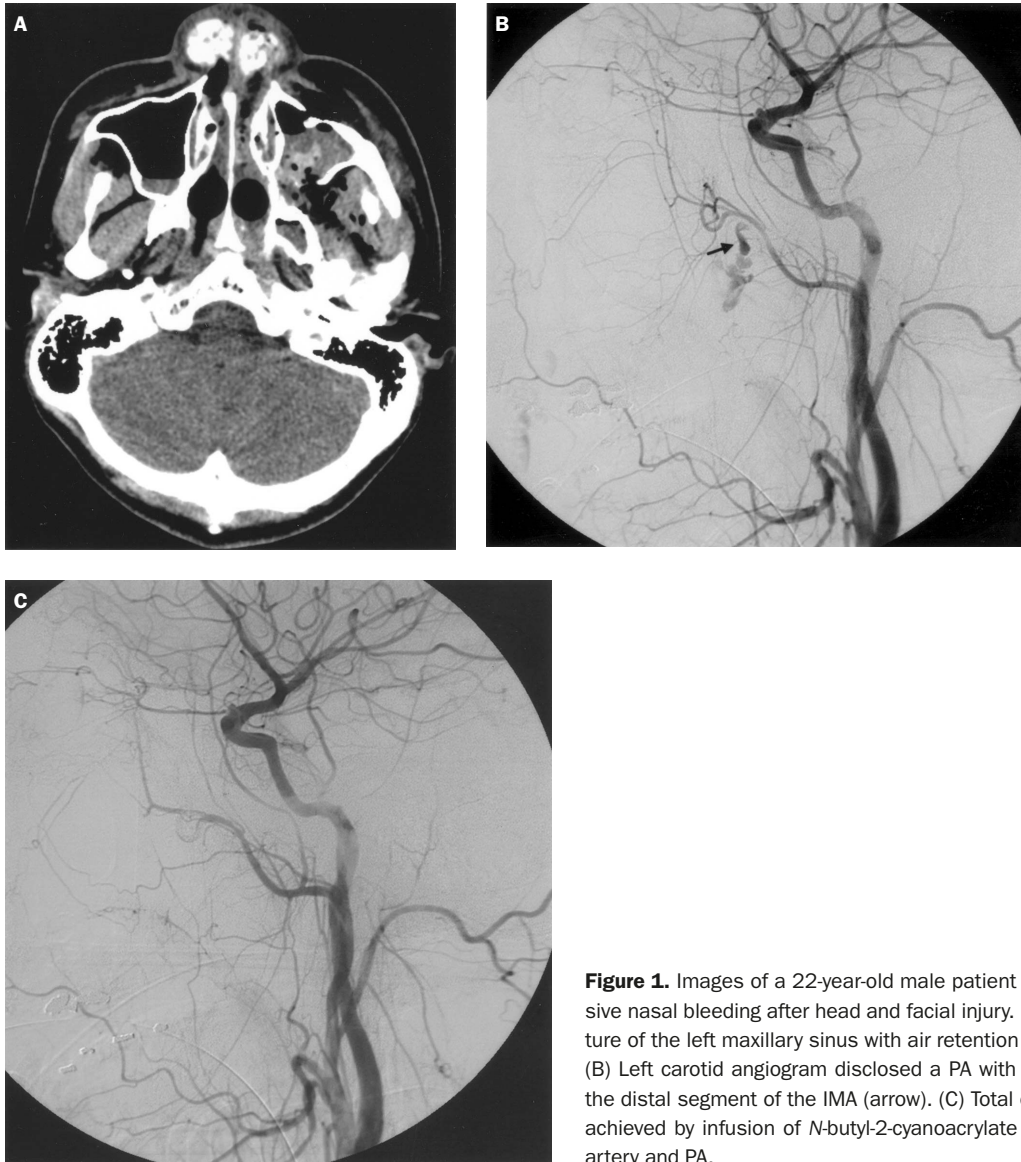 A
B
C
Figure 1. Images of a 22-year-old male patient
sive nasal bleeding after head and facial injury.
ture of the left maxillary sinus with air retention
(B) Left carotid angiogram disclosed a PA with
the distal segment of the IMA (arrow). (C) Total
achieved by infusion of N-butyl-2-cyanoacrylate
artery and PA.